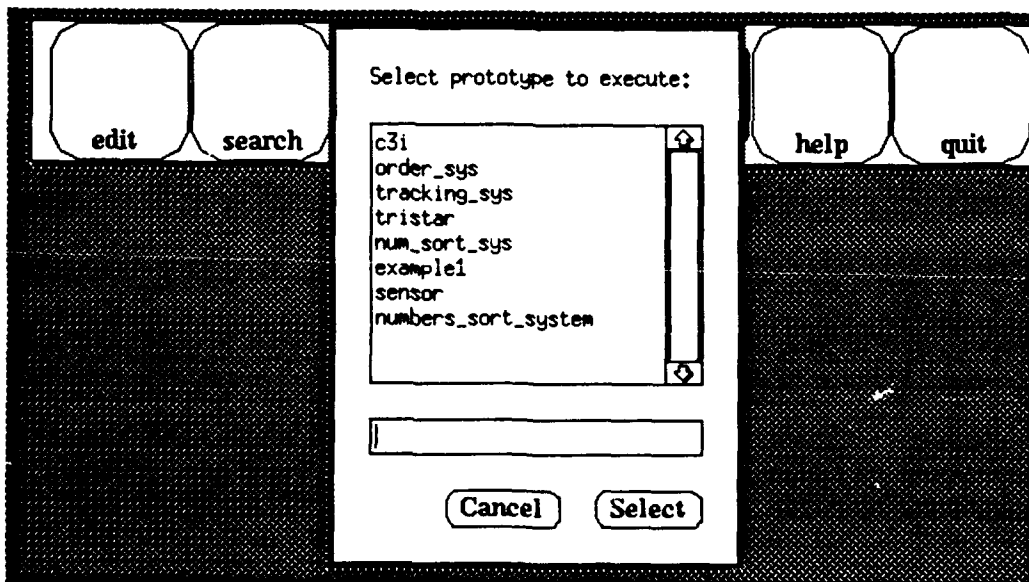 Select prototype to execute:
edit
search
help
quit
c3i
order_sys
tracking_sys
tristar
num_sort_sys
example1
sensor
numbers_sort_system
Cancel
Select